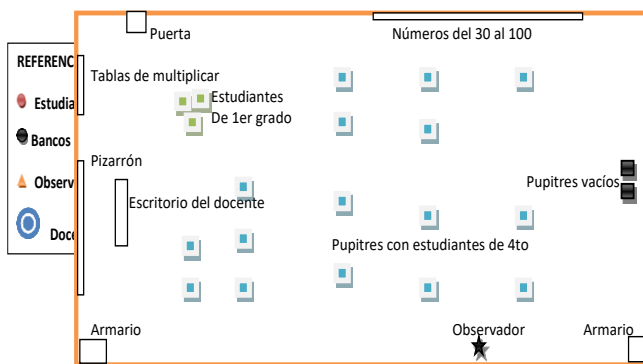 Puerta
Números del 30 al 100
REFERENC
Tablas de multiplicar
Estudia
Estudiantes
De 1er grado
Bancos
Pizarrón
Observ
Escritorio del docente
Pupitres vacíos
Doce
Pupitres con estudiantes de 4to
Armario
Observador
Armario